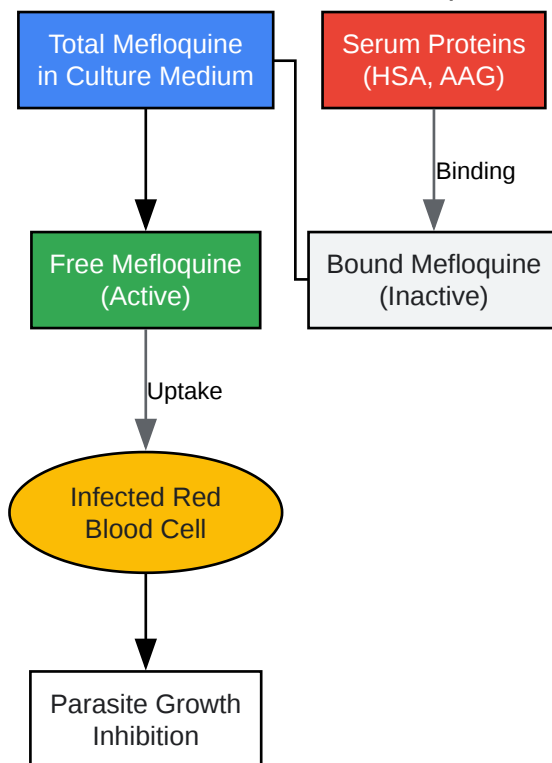 Total Mefloquine
in Culture Medium
Serum Proteins
(HSA, AAG)
Binding
Free Mefloquine
(Active)
Bound Mefloquine
(Inactive)
Uptake
Infected Red
Blood Cell
Parasite Growth
Inhibition